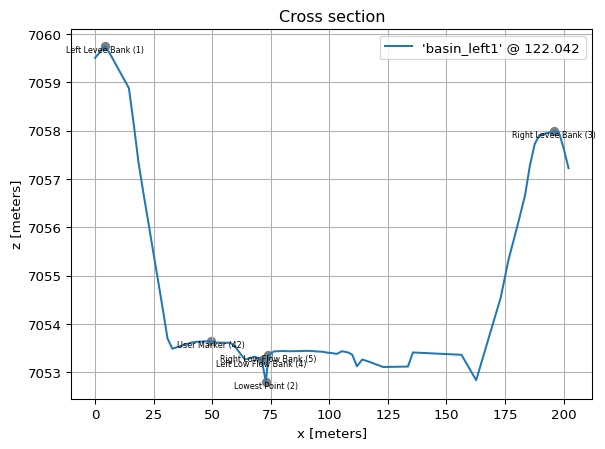 Cross section
'basin_left1' @ 122.042
7060
7059
7058
7057
7056
7055
7054
7053
z [meters]
Left Levee Bank (1)
Right Levee Bank (3)
User Marker (42)
Right Low Flow Bank (5)
Left Low Flow Bank (4)
Lowest Point (2)
0
25
50
75
100
125
150
175
200
x [meters]